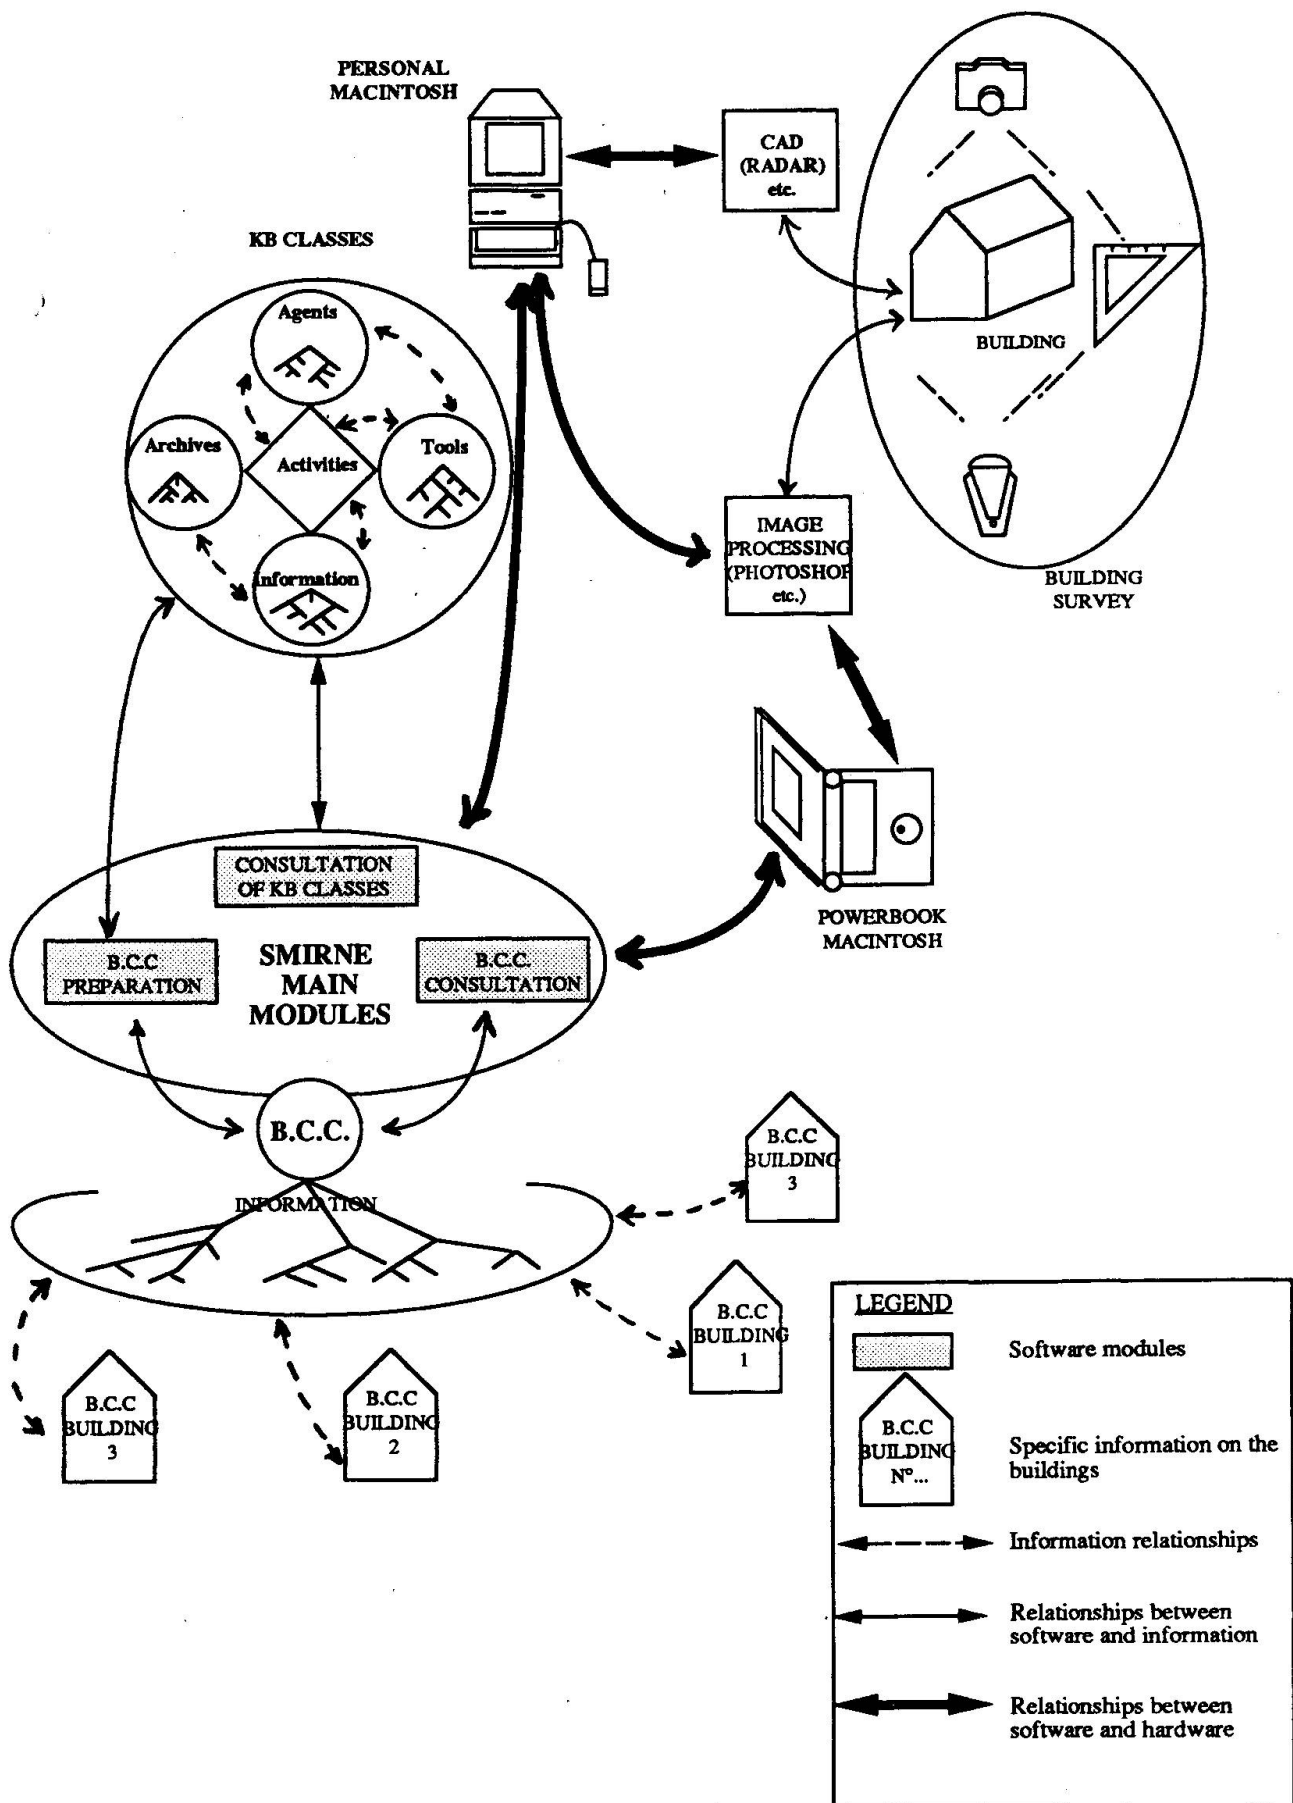 PERSONAL
MACINTOSH
CAD
(RADAR)
etc.
KB CLASSES
Agents
Archives
Activities
Tools
Information
BUILDING
IMAGE
PROCESSING
(PHOTOSHOP
etc.)
BUILDING
SURVEY
CONSULTATION
OF KB CLASSES
B.C.C
PREPARATION
SMIRNE
MAIN
MODULES
B.C.C.
CONSULTATION
POWERBOOK
MACINTOSH
B.C.C.
INFORMATION
B.C.C
BUILDING
3
B.C.C
BUILDING
1
B.C.C
BUILDING
2
B.C.C
BUILDING
3
LEGEND
Software modules
B.C.C
BUILDING
N°...
Specific information on the
buildings
Information relationships
Relationships between
software and information
Relationships between
software and hardware